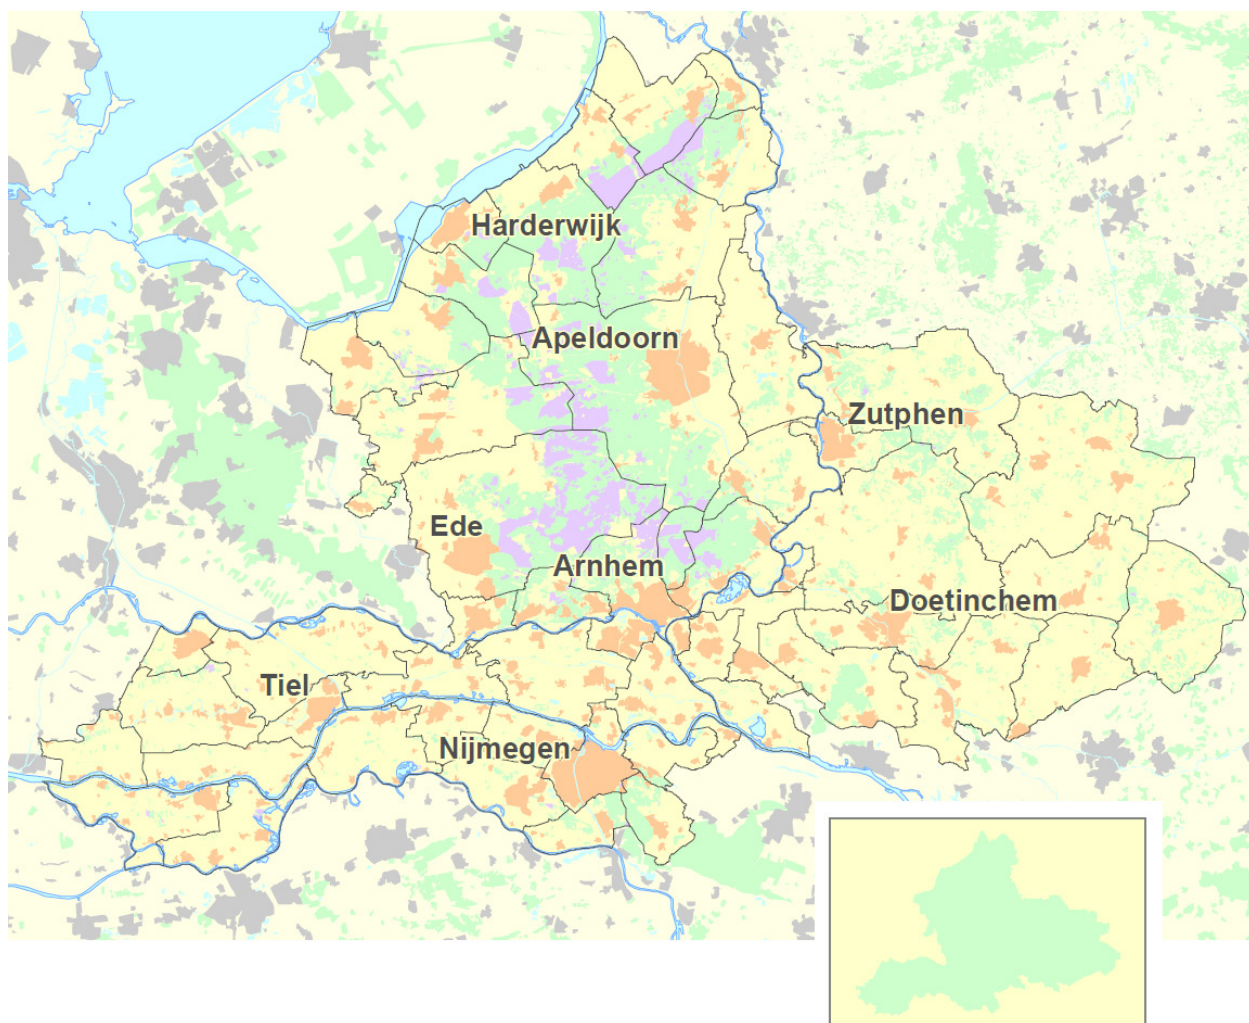 Harderwijk
Apeldoorn
Zutphen
Ede
Arnhem
Doetinchem
Tiel
Nijmegen